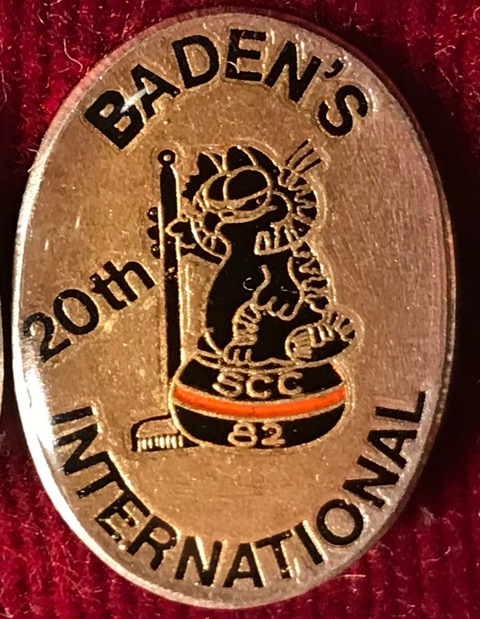 BADEN'S
20th
SCC
82
INTERNATIONAL